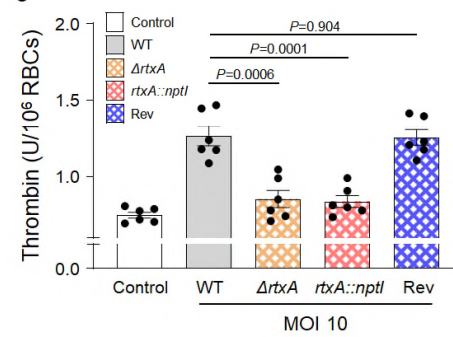 Control
WT
ΔrtxA
rtxA::nptI
Rev
P=0.904
P=0.0001
P=0.0006
Thrombin (U/10⁶ RBCs)
2.0
1.5
1.0
0.0
Control WT ΔrtxA rtxA::nptI Rev
MOI 10